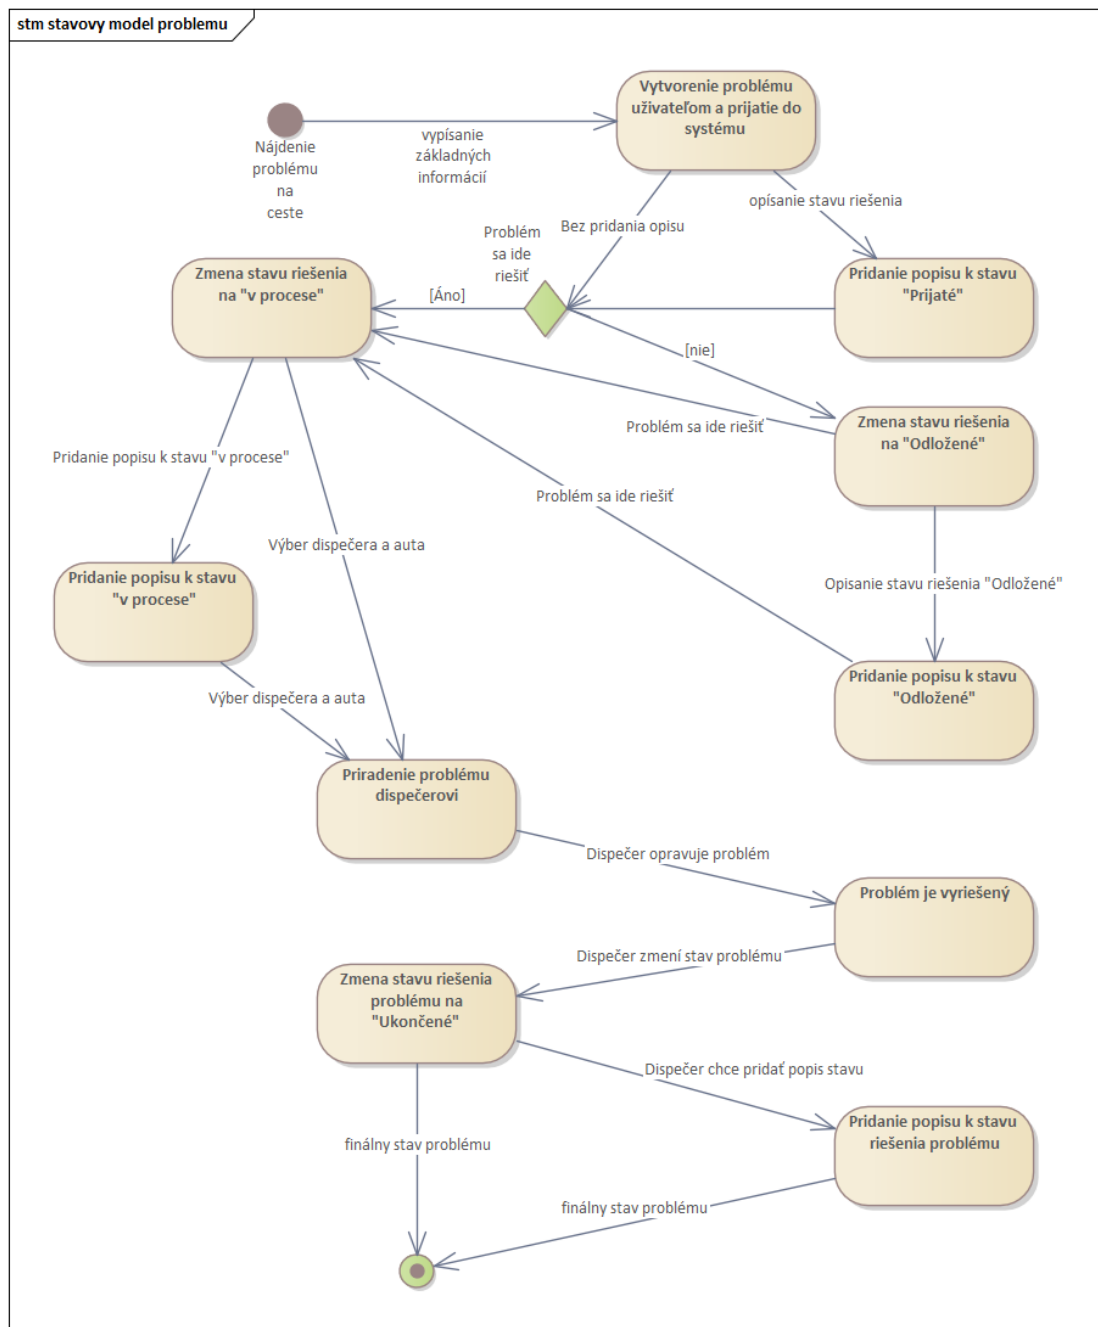 stm stavovy model problemu
Vytvorenie problému
uživateľom a prijatie do
systému
Nájdenie
problému
na
ceste
vypísanie
základných
informácií
opísanie stavu riešenia
Bez pridania opisu
Problém
sa ide
riešiť
Zmena stavu riešenia
na "v procese"
[Áno]
Pridanie popisu k stavu
"Prijaté"
[nie]
Problém sa ide riešiť
Zmena stavu riešenia
na "Odložené"
Pridanie popisu k stavu "v procese"
Problém sa ide riešiť
Výber dispečera a auta
Pridanie popisu k stavu
"v procese"
Opisanie stavu riešenia "Odložené"
Výber dispečera a auta
Pridanie popisu k stavu
"Odložené"
Priradenie problému
dispečerovi
Dispečer opravuje problém
Problém je vyriešený
Dispečer zmení stav problému
Zmena stavu riešenia
problému na
"Ukončené"
Dispečer chce pridať popis stavu
Pridanie popisu k stavu
riešenia problému
finálny stav problému
finálny stav problému